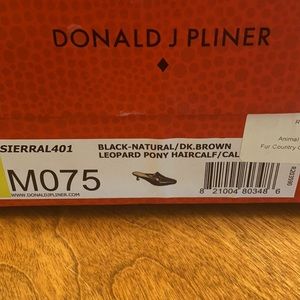 DONALD J PLINER
SIERRAL401
BLACK-NATURAL/DK.BROWN
LEOPARD PONY HAIRCALF/CAL
Animal
Fur Country
M075
WWW.DONALDJPLINER.COM
8 21004 80348 6